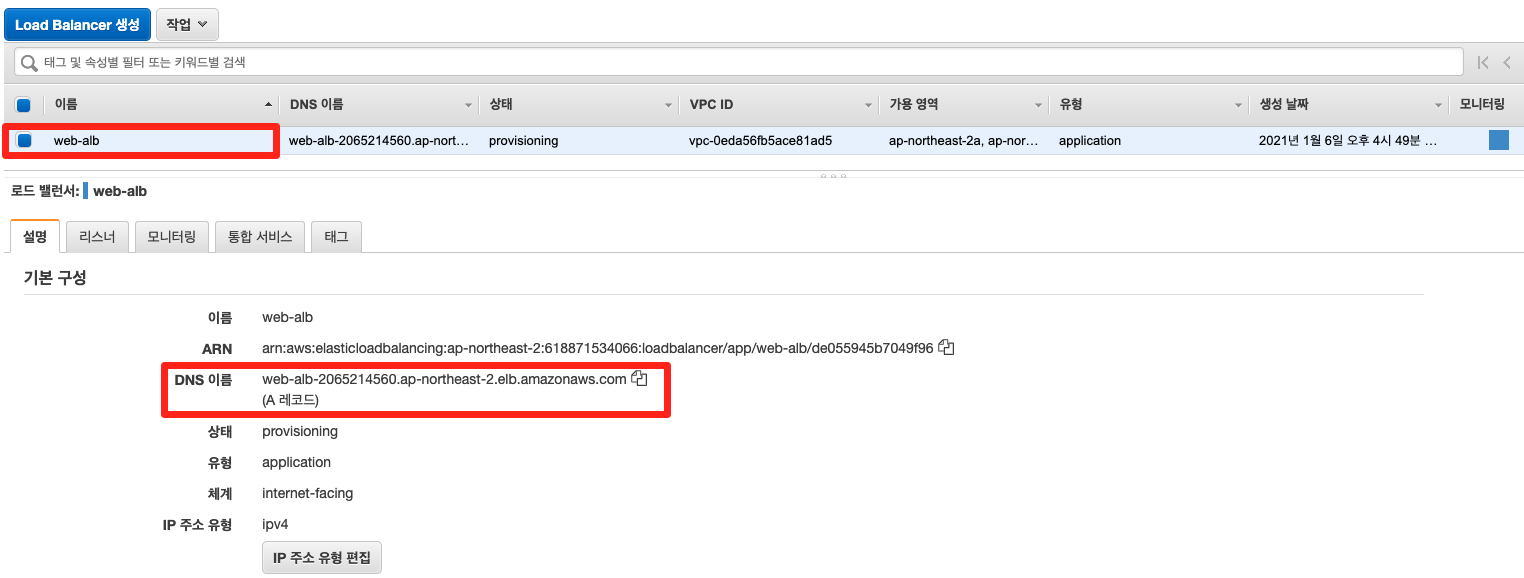 Load Balancer 생성 작업
태그 및 속성별 필터 또는 키워드별 검색
이름 DNS 이름 상태 VPC ID 가용 영역 유형 생성 날짜 모니터링
web-alb web-alb-2065214560.ap-nort… provisioning vpc-0eda56fb5ace81ad5 ap-northeast-2a, ap-nor… application 2021년 1월 6일 오후 4시 49분 …
로드 밸런서: web-alb
설명 리스너 모니터링 통합 서비스 태그
기본 구성
이름 web-alb
ARN arn:aws:elasticloadbalancing:ap-northeast-2:618871534066:loadbalancer/app/web-alb/de055945b7049f96
DNS 이름 web-alb-2065214560.ap-northeast-2.elb.amazonaws.com
(A 레코드)
상태 provisioning
유형 application
체계 internet-facing
IP 주소 유형 ipv4
IP 주소 유형 편집